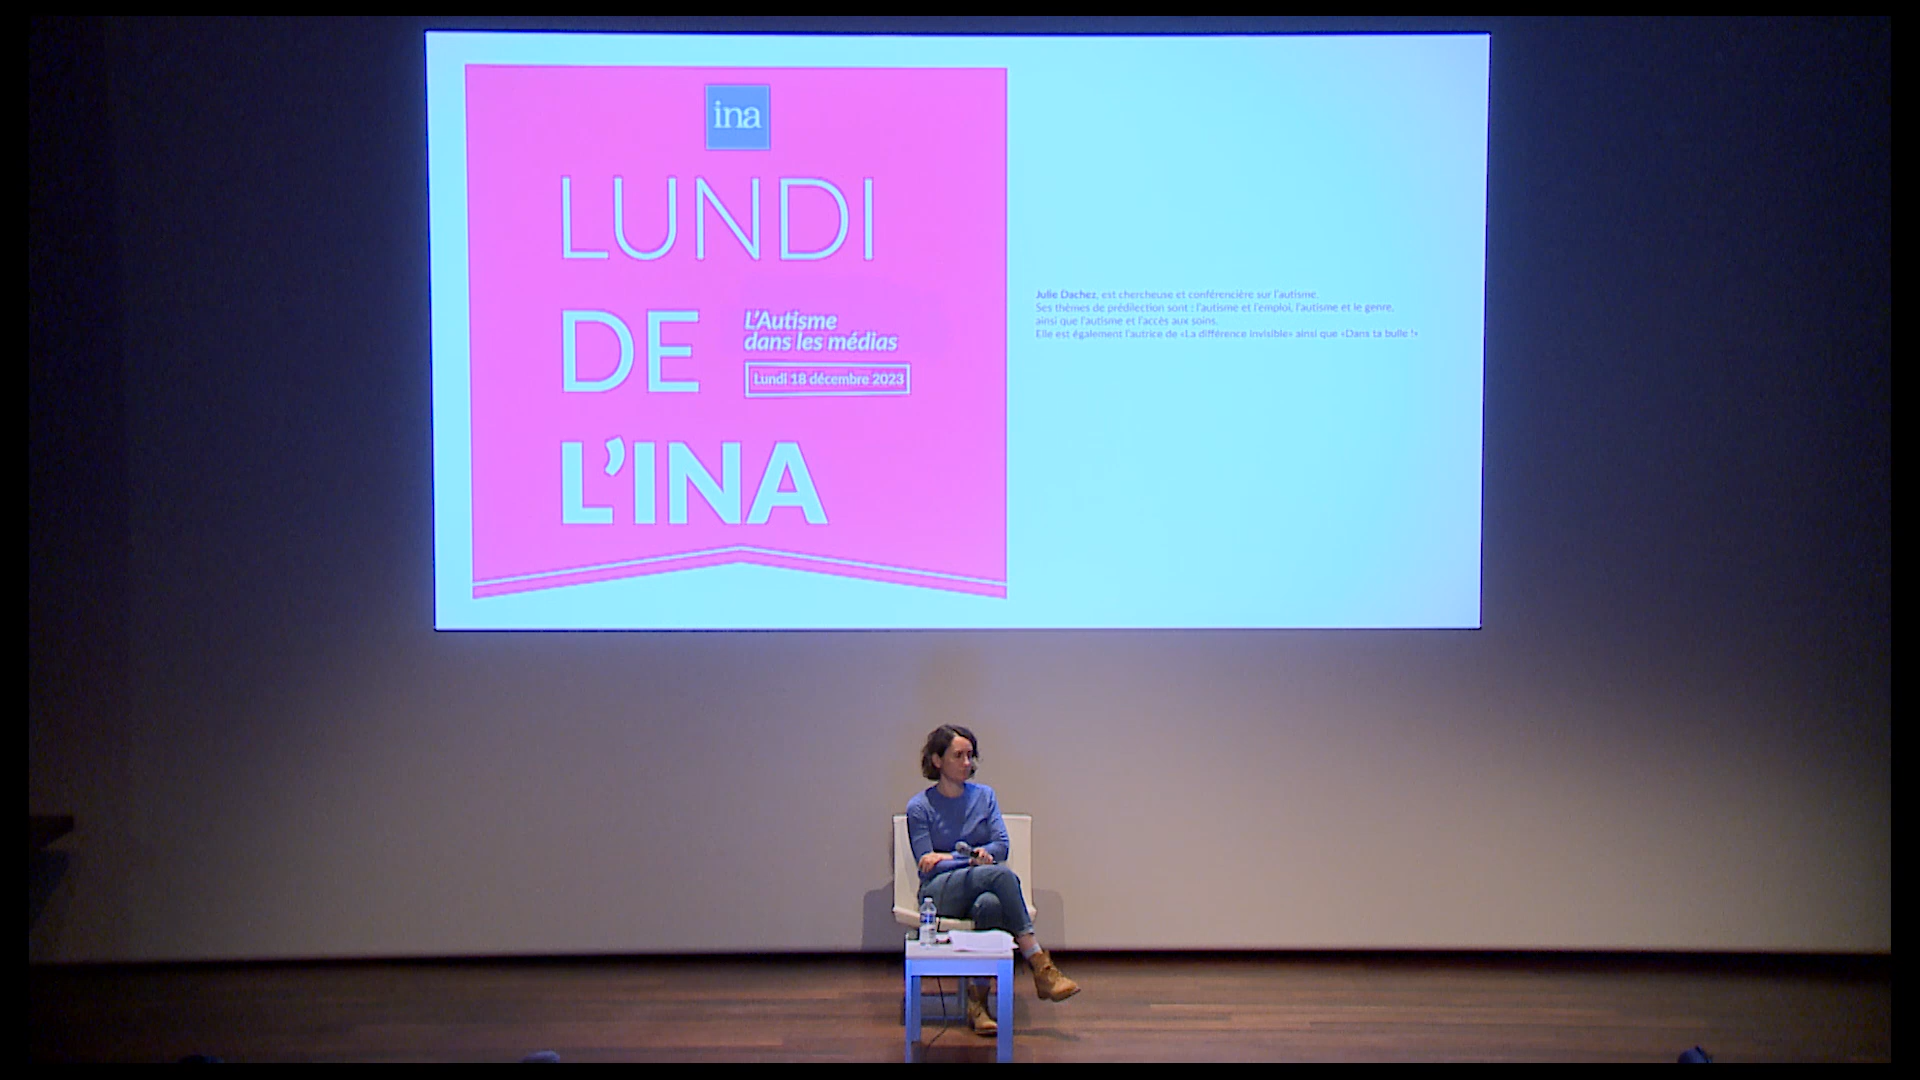 ina
LUNDI
DE
L'Autisme
dans les médias
Lundi 18 décembre 2023
L'INA
Julie Dachez, est chercheuse et conférencière sur l'autisme.
Ses thèmes de prédilection sont : l'autisme et l'emploi, l'autisme et le genre,
ainsi que l'autisme et l'accès aux soins.
Elle est également l'autrice de «La différence invisible» ainsi que «Dans ta bulle !»